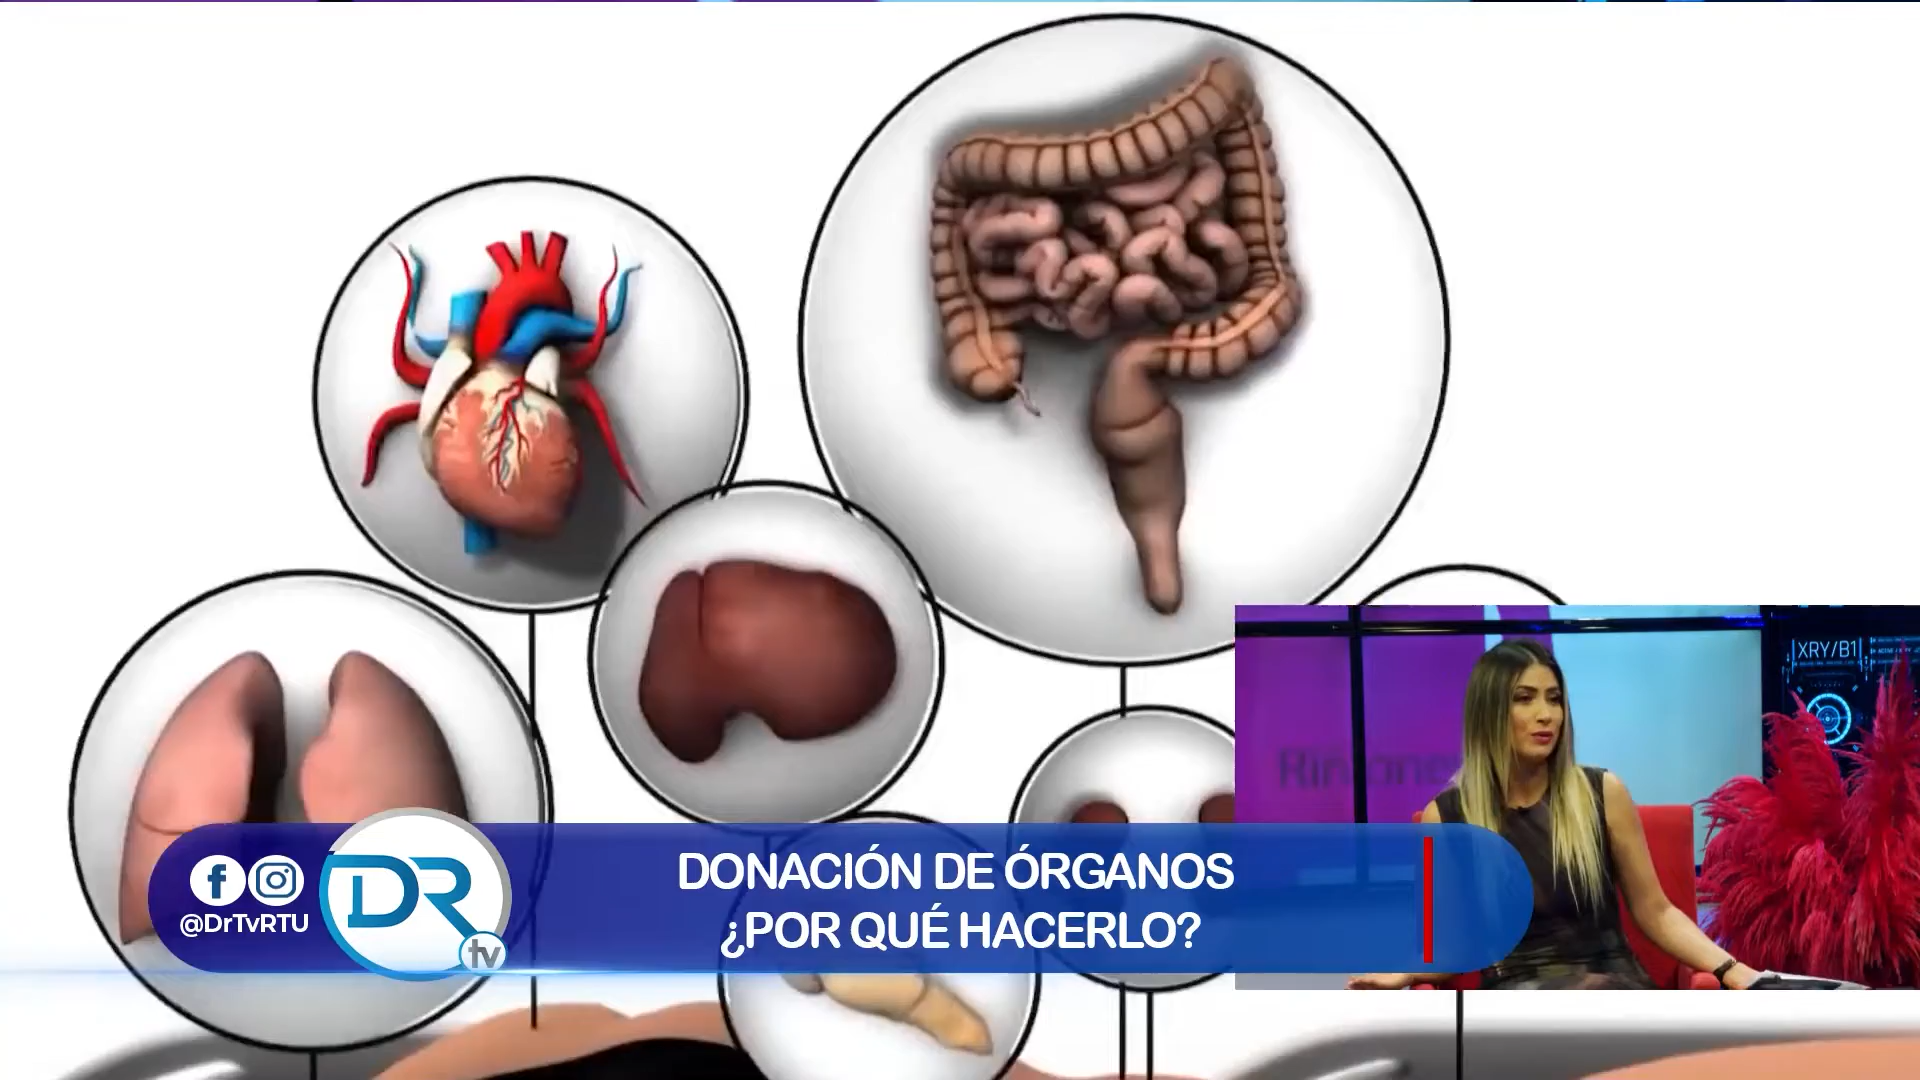 XRY/B1
@DrTvRTU
DR
tv
DONACIÓN DE ÓRGANOS
¿POR QUÉ HACERLO?